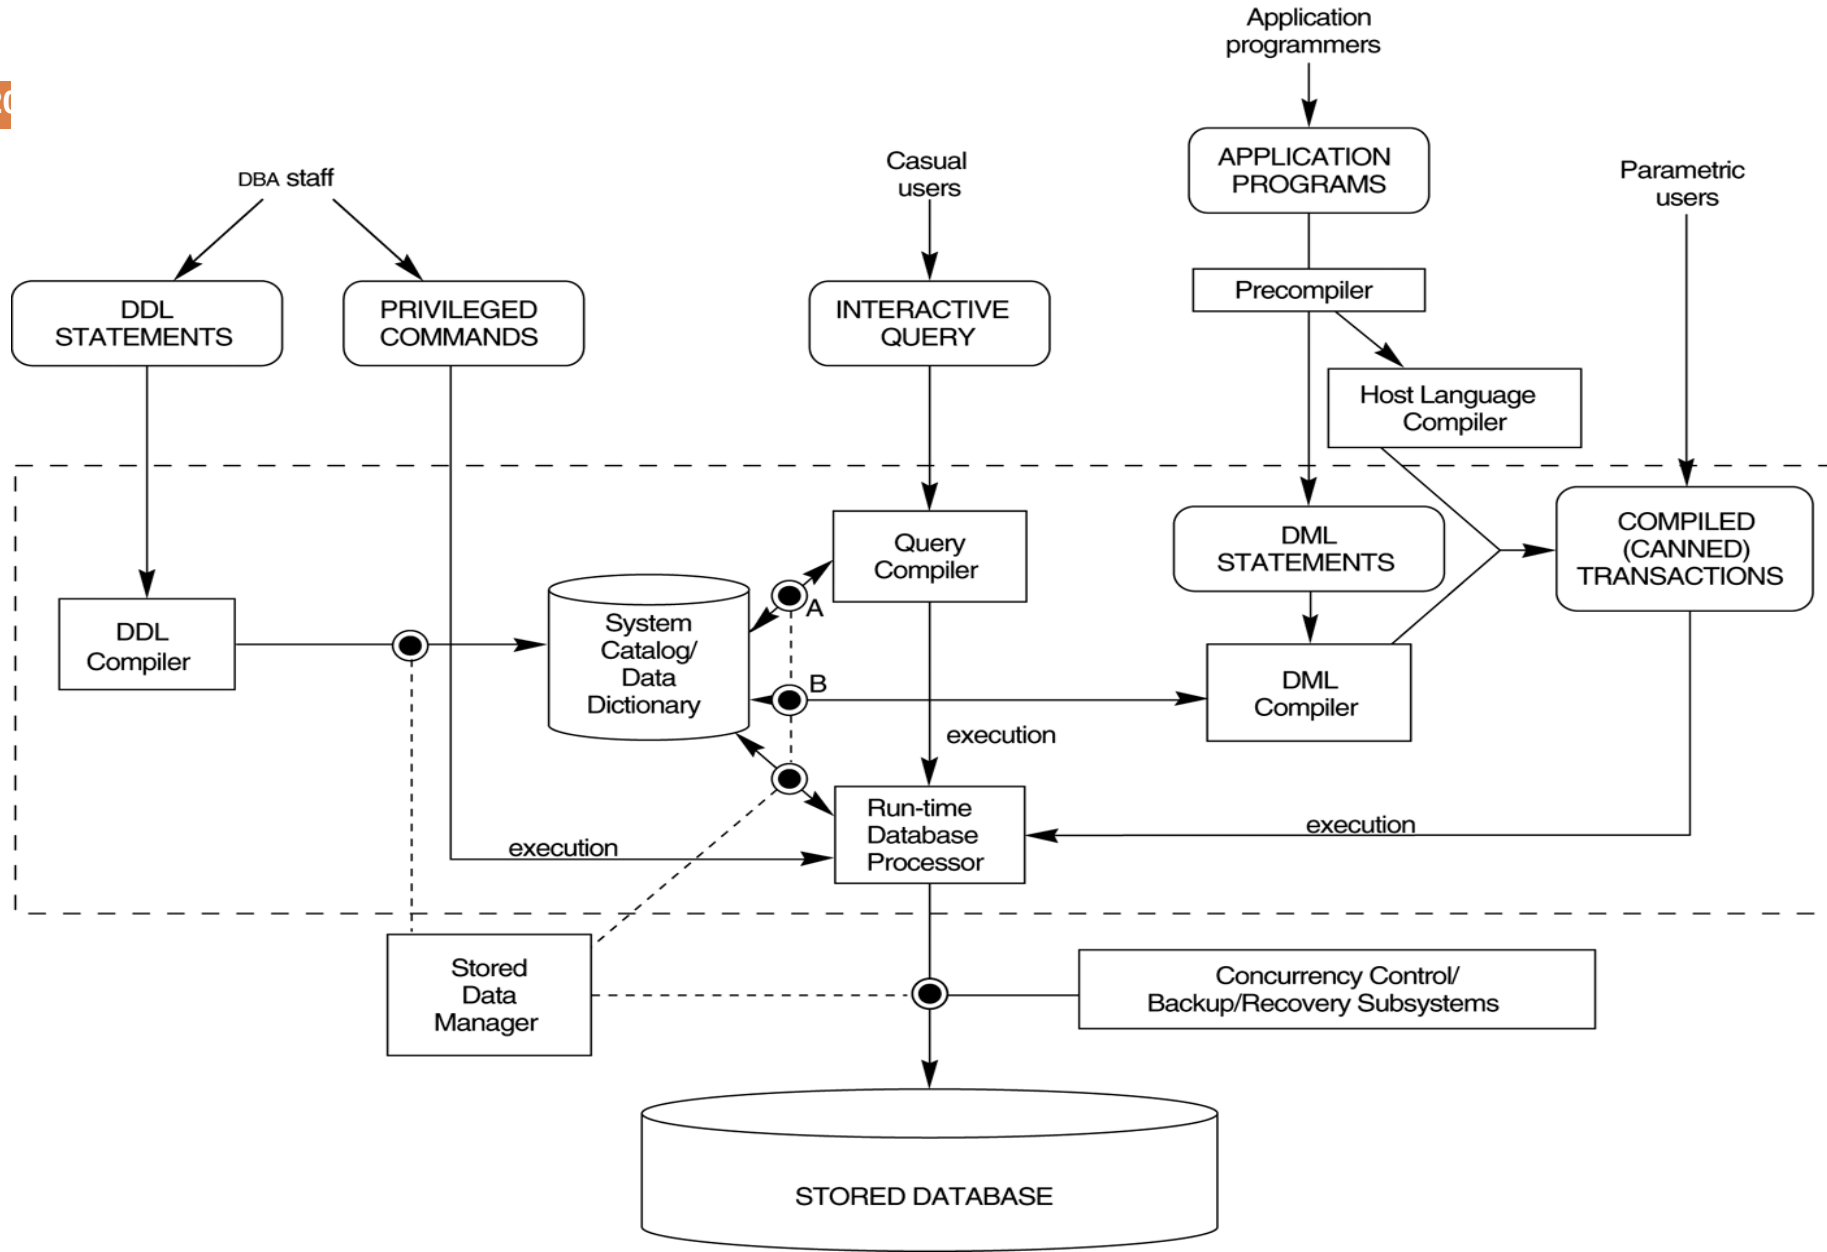 Application
programmers
20
APPLICATION
PROGRAMS
Casual
users
Parametric
users
DBA staff
DDL
STATEMENTS
PRIVILEGED
COMMANDS
INTERACTIVE
QUERY
Precompiler
Host Language
Compiler
Query
Compiler
DML
STATEMENTS
COMPILED
(CANNED)
TRANSACTIONS
DDL
Compiler
System
Catalog/
Data
Dictionary
A
B
DML
Compiler
execution
Run-time
Database
Processor
execution
execution
Stored
Data
Manager
Concurrency Control/
Backup/Recovery Subsystems
STORED DATABASE